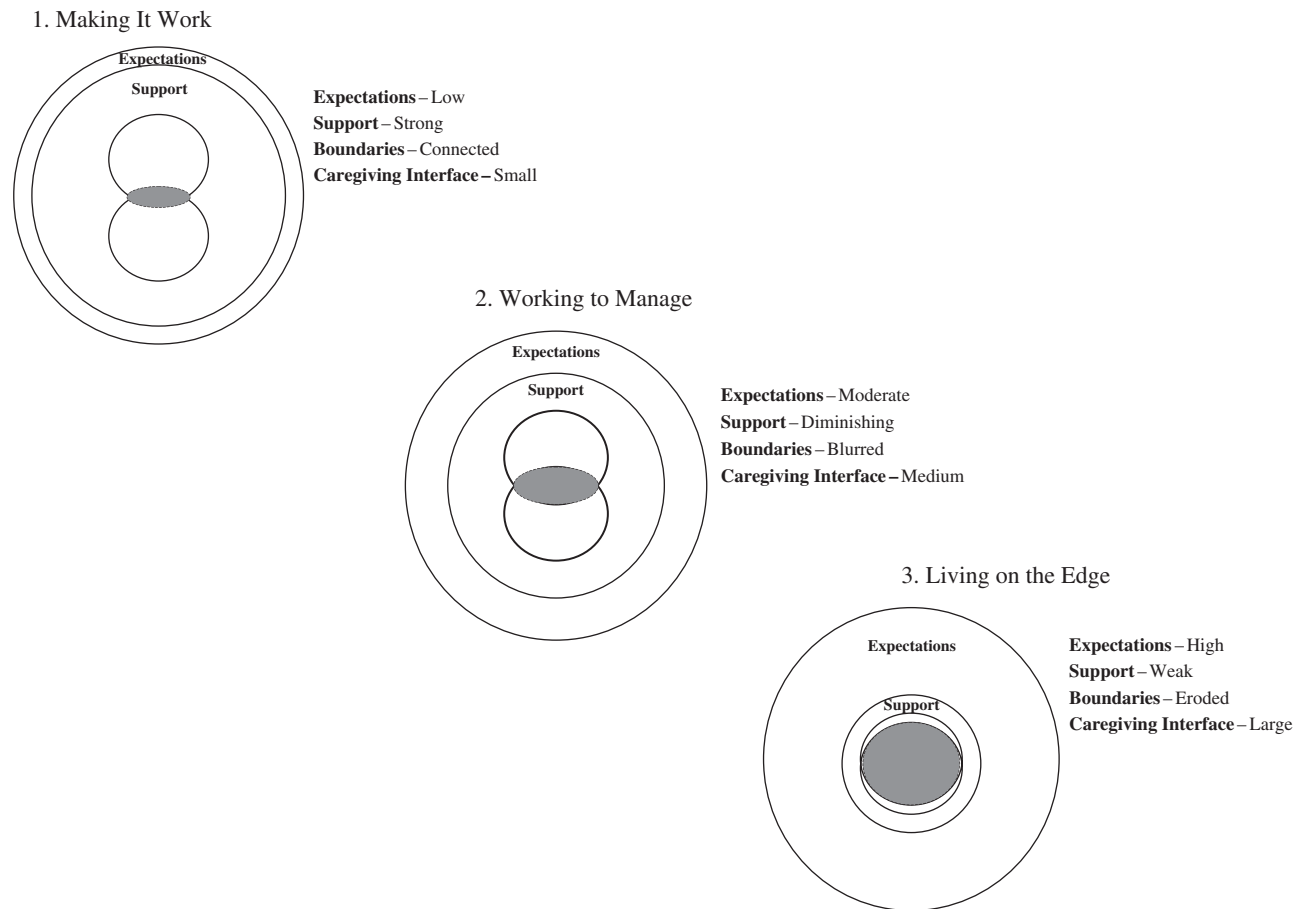 1. Making It Work
Expectations
Support
Expectations – Low
Support – Strong
Boundaries – Connected
Caregiving Interface – Small
2. Working to Manage
Expectations
Support
Expectations – Moderate
Support – Diminishing
Boundaries – Blurred
Caregiving Interface – Medium
3. Living on the Edge
Expectations
Support
Expectations – High
Support – Weak
Boundaries – Eroded
Caregiving Interface – Large